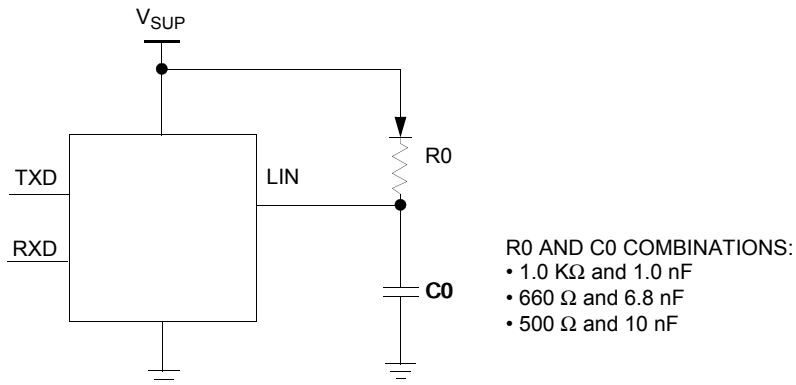 VSUP
TXD
LIN
R0
RXD
C0
R0 AND C0 COMBINATIONS:
• 1.0 KΩ and 1.0 nF
• 660 Ω and 6.8 nF
• 500 Ω and 10 nF